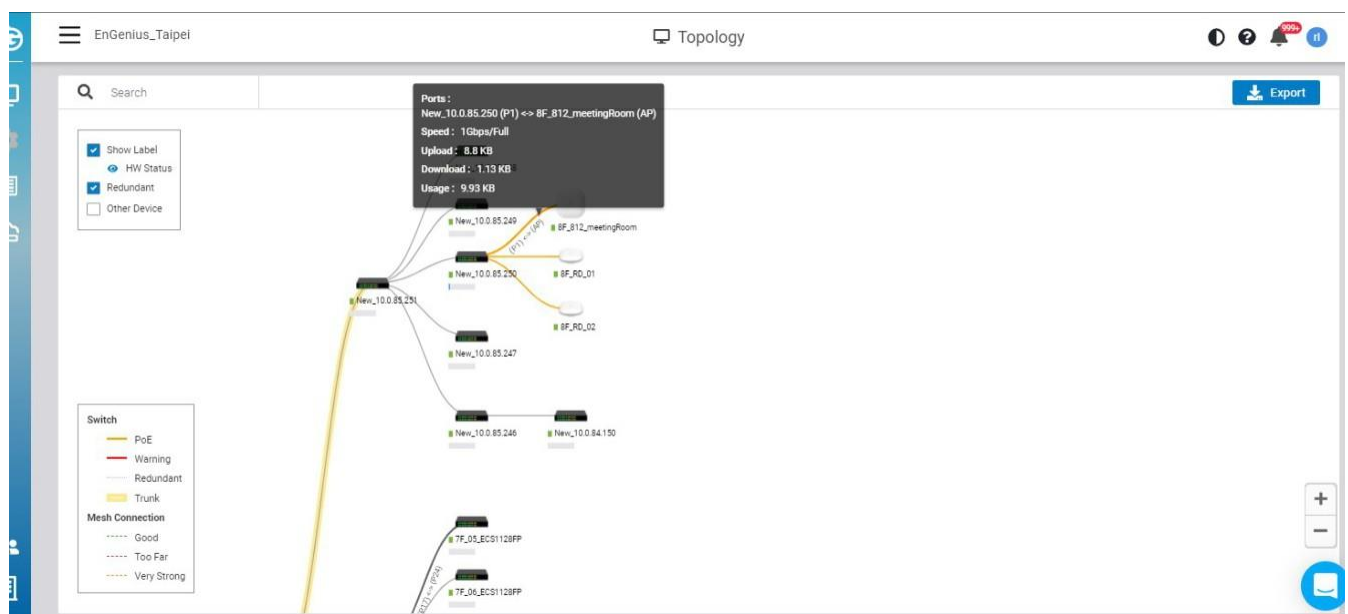 EnGenius_Taipei
Topology
999+
r1
Search
Export
Ports :
New_10.0.85.250 (P1) <-> 8F_812_meetingRoom (AP)
Speed : 1Gbps/Full
Upload : 8.8 KB
Download : 1.13 KB
Usage : 9.93 KB
Show Label
HW Status
Redundant
Other Device
New_10.0.85.249
(P1) <-> (AP)
8F_812_meetingRoom
New_10.0.85.250
8F_RD_01
New_10.0.85.251
8F_RD_02
New_10.0.85.247
New_10.0.85.246
New_10.0.84.150
Switch
PoE
Warning
Redundant
Trunk
Mesh Connection
Good
Too Far
Very Strong
7F_05_ECS1128FP
<-> (P24)
7F_06_ECS1128FP